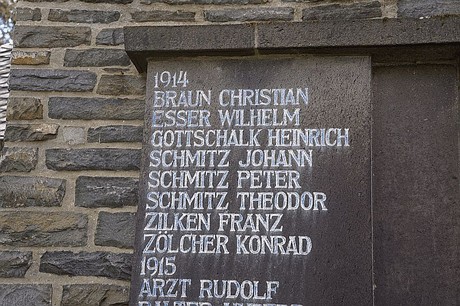 1914
BRAUN CHRISTIAN
ESSER WILHELM
GOTTSCHALK HEINRICH
SCHMITZ JOHANN
SCHMITZ PETER
SCHMITZ THEODOR
ZILKEN FRANZ
ZÖLCHER KONRAD
1915
ARZT RUDOLF